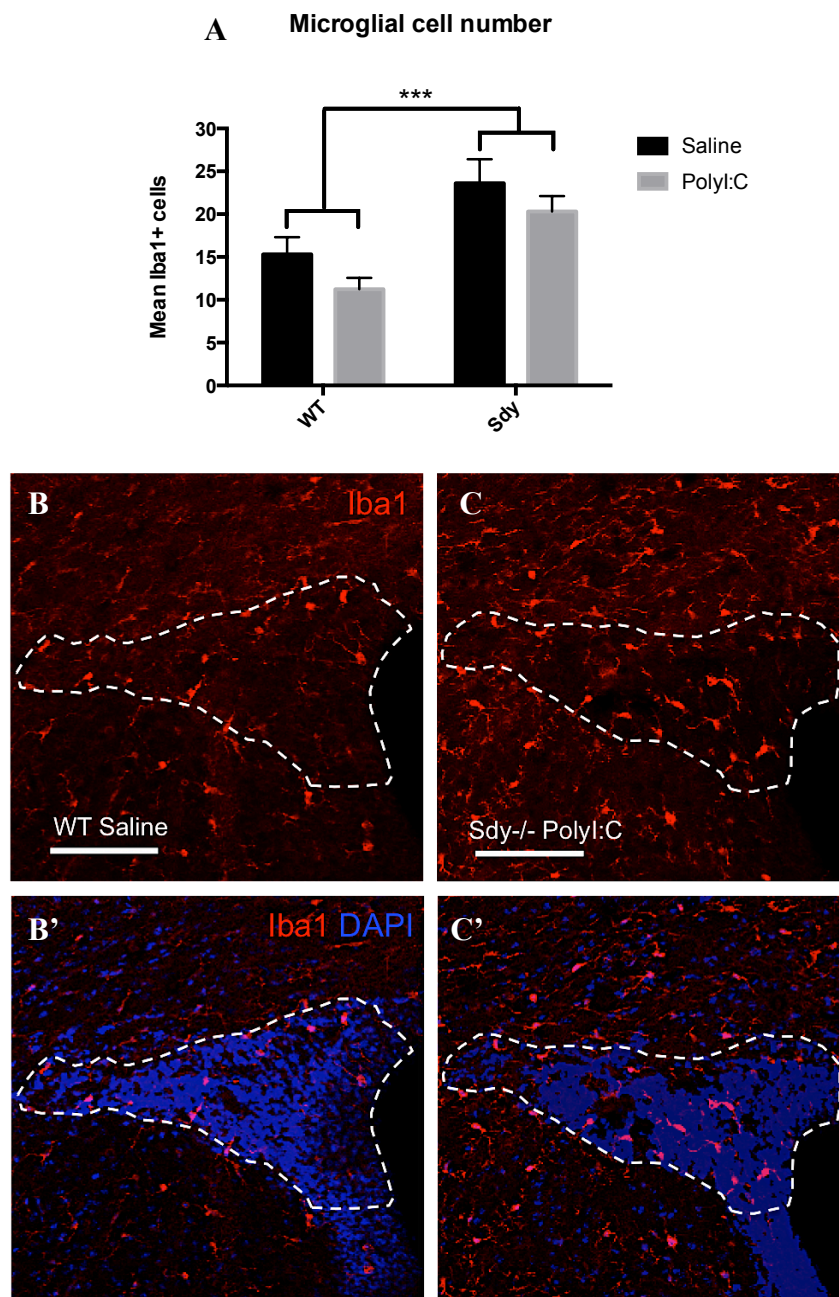 A Microglial cell number
***
30
25
20
15
10
5
0
Mean Iba1+ cells
WT
Sdy
Saline
PolyI:C
B
Iba1
WT Saline
C
Sdy-/- PolyI:C
B'
Iba1 DAPI
C'